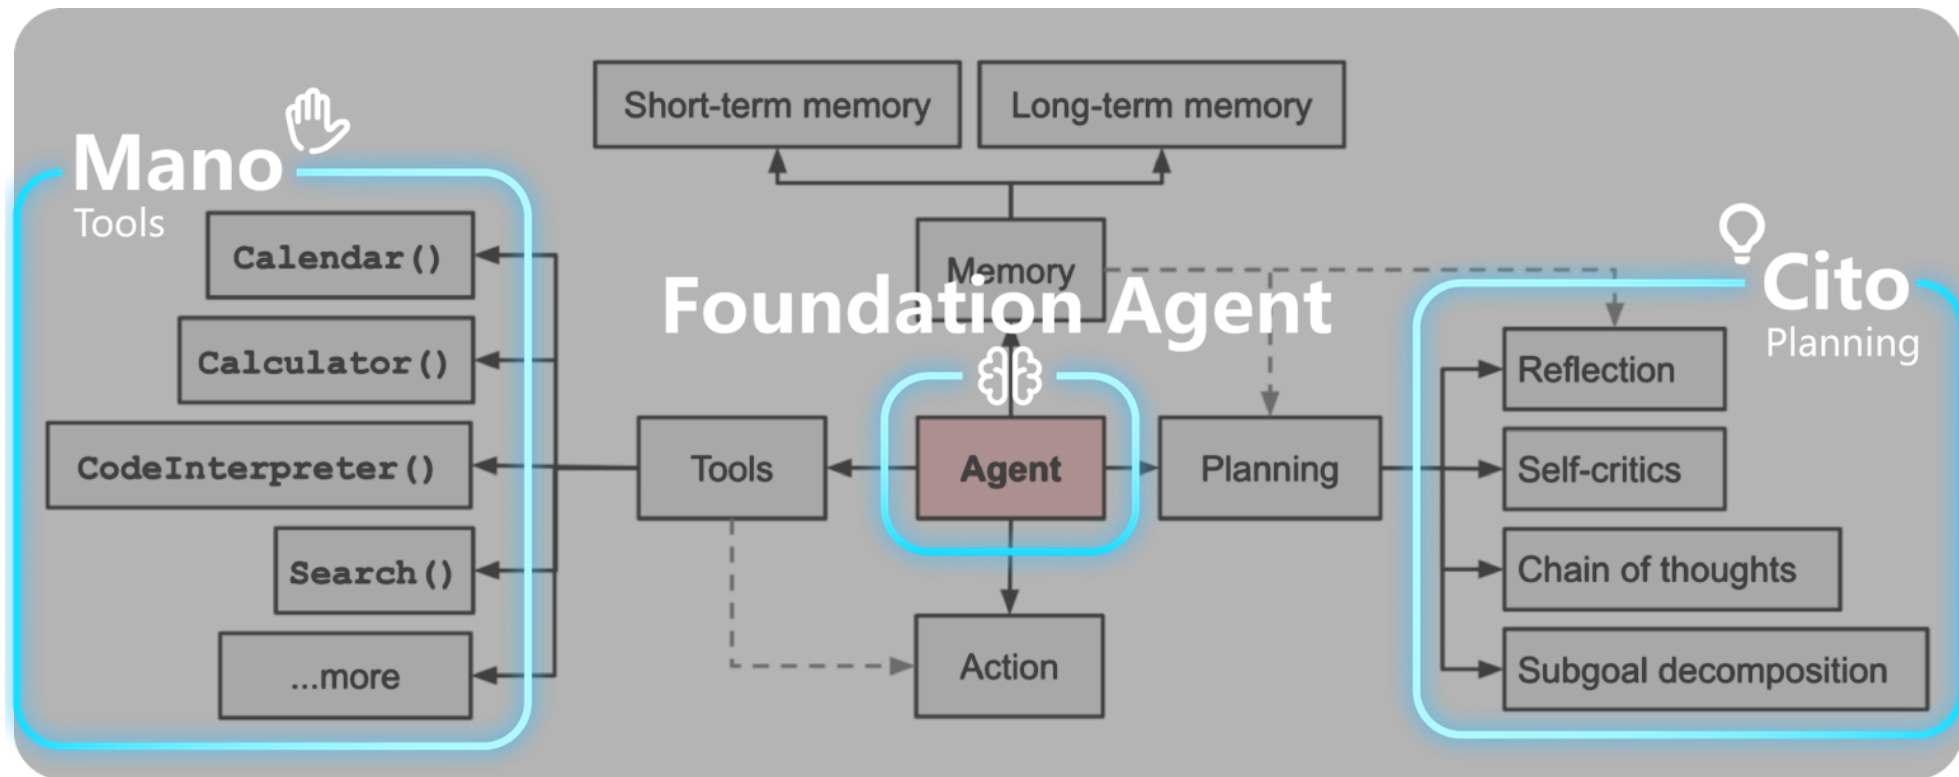 Short-term memory
Long-term memory
Mano
Tools
Calendar()
Calculator()
CodeInterpreter()
Search()
...more
Memory
Foundation Agent
Tools
Agent
Planning
Action
Cito
Planning
Reflection
Self-critics
Chain of thoughts
Subgoal decomposition